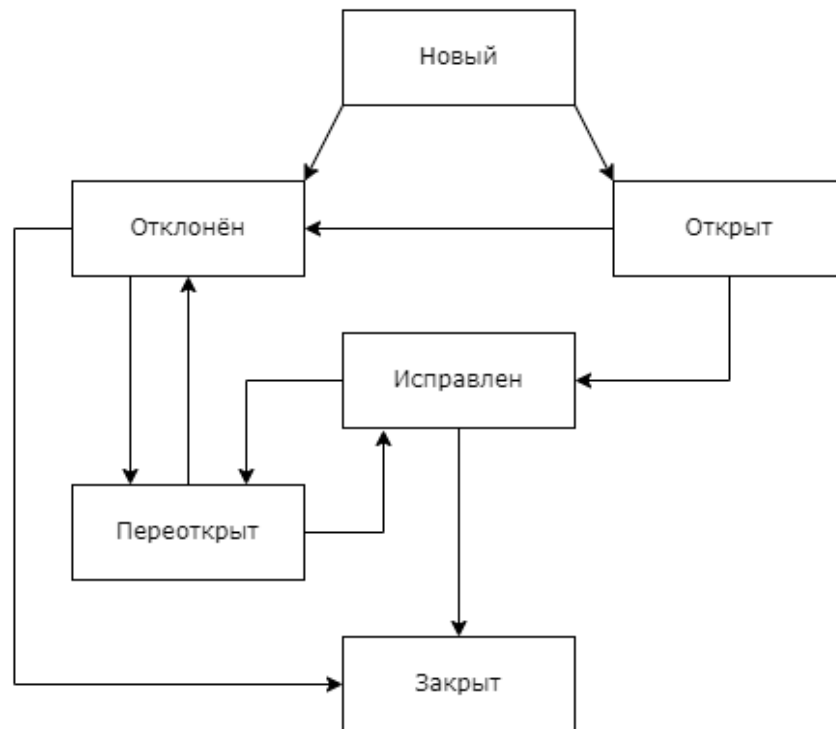 Новый
Отклонён
Открыт
Исправлен
Переоткрыт
Закрыт